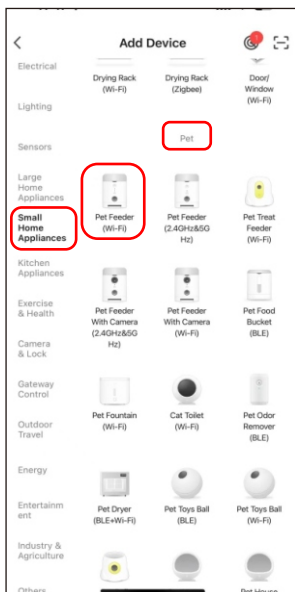 Add Device
Electrical
Lighting
Sensors
Large
Home
Appliances
Small
Home
Appliances
Kitchen
Appliances
Exercise
& Health
Camera
& Lock
Gateway
Control
Outdoor
Travel
Energy
Entertainm
ent
Industry &
Agriculture
Others
Drying Rack
(Wi-Fi)
Drying Rack
(Zigbee)
Door/
Window
(Wi-Fi)
Pet
Pet Feeder
(Wi-Fi)
Pet Feeder
(2.4GHz&5G
Hz)
Pet Treat
Feeder
(Wi-Fi)
Pet Feeder
With Camera
(2.4GHz&5G
Hz)
Pet Feeder
With Camera
(Wi-Fi)
Pet Food
Bucket
(BLE)
Pet Fountain
(Wi-Fi)
Cat Toilet
(Wi-Fi)
Pet Odor
Remover
(BLE)
Pet Dryer
(BLE+Wi-Fi)
Pet Toys Ball
(BLE)
Pet Toys Ball
(Wi-Fi)
Pet House